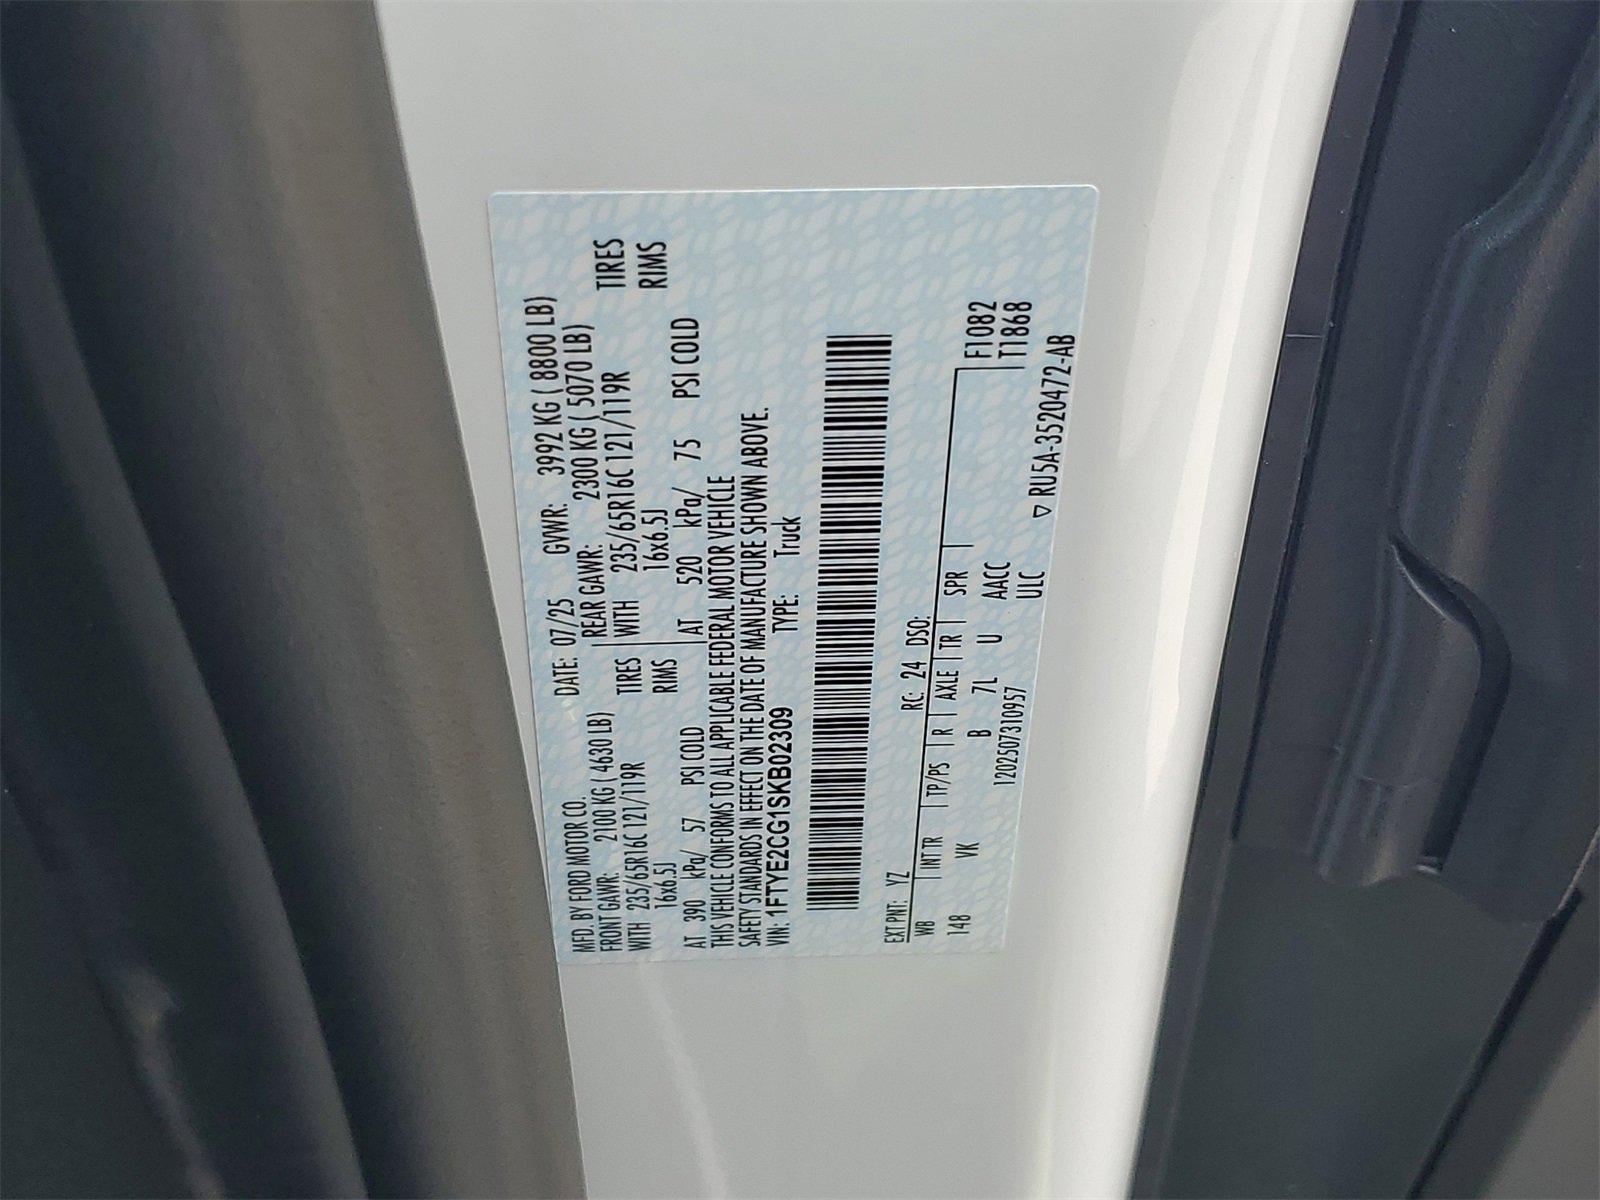 MFD. BY FORD MOTOR CO.
DATE: 07/25 GVWR: 3992 KG ( 8800 LB)
FRONT GAWR: 2100 KG ( 4630 LB) REAR GAWR: 2300 KG ( 5070 LB)
WITH 235/65R16C 121/119R TIRES WITH 235/65R16C 121/119R TIRES
16x6.5J RIMS 16x6.5J RIMS
AT 390 kPa/ 57 PSI COLD AT 520 kPa/ 75 PSI COLD
THIS VEHICLE CONFORMS TO ALL APPLICABLE FEDERAL MOTOR VEHICLE
SAFETY STANDARDS IN EFFECT ON THE DATE OF MANUFACTURE SHOWN ABOVE.
VIN: 1FTYE2CG1SKB02309 TYPE: Truck
EXT PNT: YZ RC: 24 DSO:
WB INT TR TP/PS R AXLE TR SPR F1082
148 VK B 7L U AACC T1868
ULC
120250731095 7 ▽ RU5A-3520472-AB